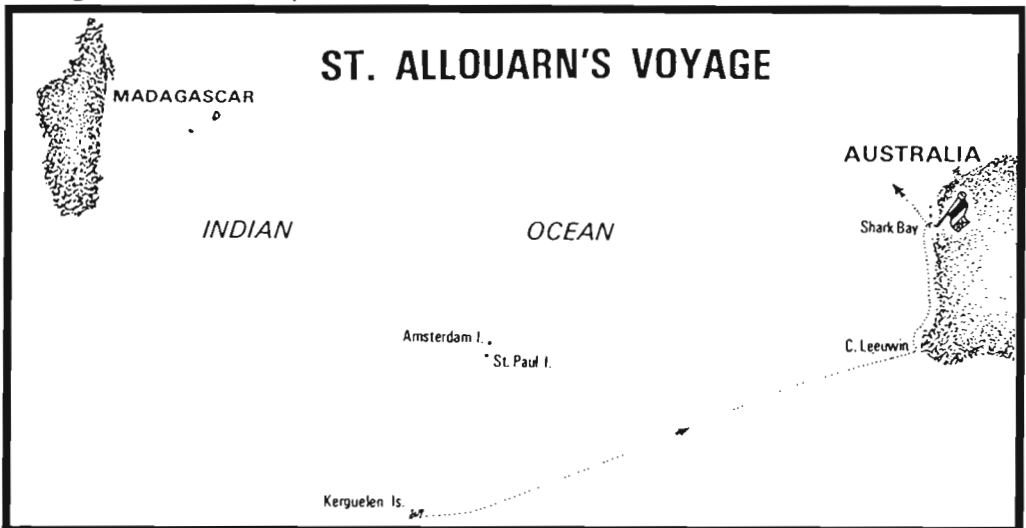 ST. ALLOUARN'S VOYAGE
MADAGASCAR
AUSTRALIA
INDIAN OCEAN
Shark Bay
Amsterdam I.
St. Paul I.
C. Leeuwin
Kerguelen Is.